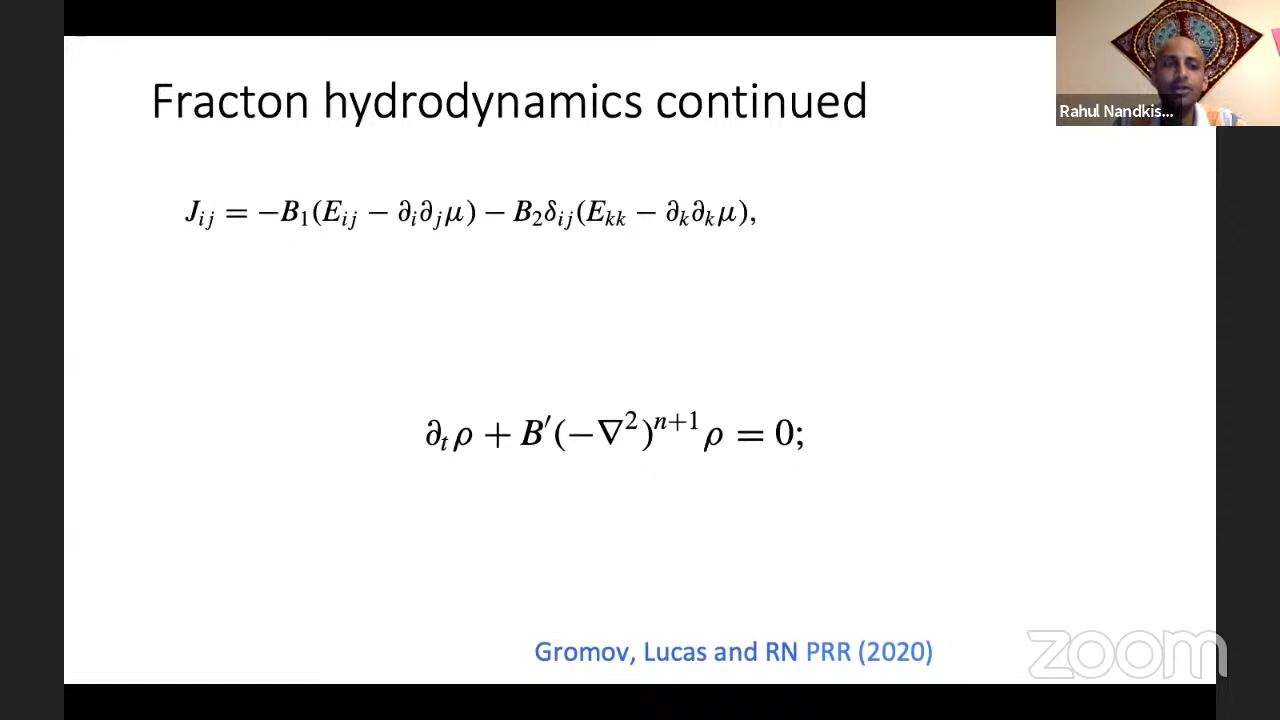 Fracton hydrodynamics continued
Rahul Nandkis...
J_{ij} = −B_1(E_{ij} − ∂_i∂_jμ) − B_2δ_{ij}(E_{kk} − ∂_k∂_kμ),
∂_tρ + B′(−∇²)^{n+1}ρ = 0;
Gromov, Lucas and RN PRR (2020)
zoom